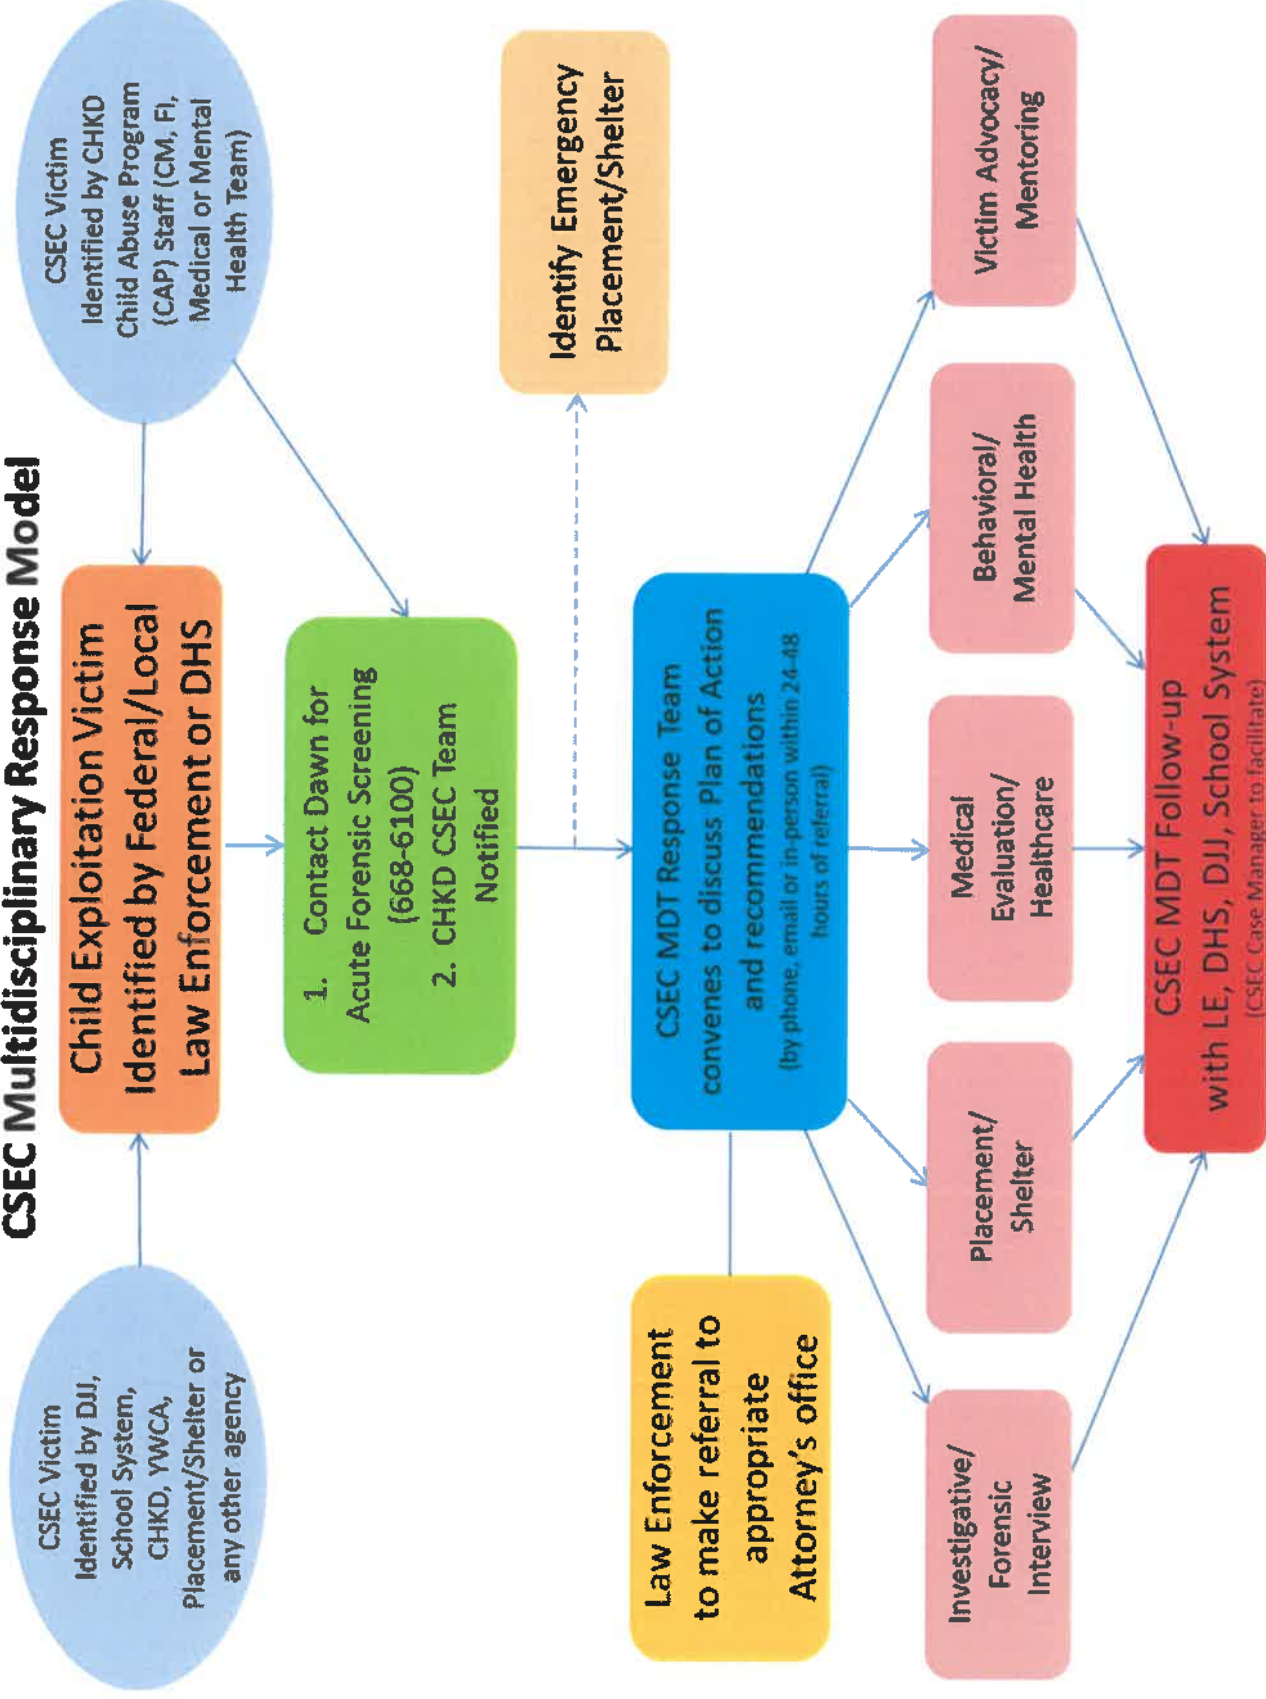 CSEC Multidisciplinary Response Model
CSEC Victim
Identified by DJJ,
School System,
CHKD, YWCA,
Placement/Shelter or
any other agency
Child Exploitation Victim
Identified by Federal/Local
Law Enforcement or DHS
CSEC Victim
Identified by CHKD
Child Abuse Program
(CAP) Staff (CM, FI,
Medical or Mental
Health Team)
1. Contact Dawn for
Acute Forensic Screening
(668-6100)
2. CHKD CSEC Team
Notified
Identify Emergency
Placement/Shelter
Law Enforcement
to make referral to
appropriate
Attorney's office
CSEC MDT Response Team
convenes to discuss Plan of Action
and recommendations
(by phone, email or in-person within 24-48
hours of referral)
Investigative/
Forensic
Interview
Placement/
Shelter
Medical
Evaluation/
Healthcare
Behavioral/
Mental Health
Victim Advocacy/
Mentoring
CSEC MDT Follow-up
with LE, DHS, DJJ, School System
(CSEC Case Manager to facilitate)